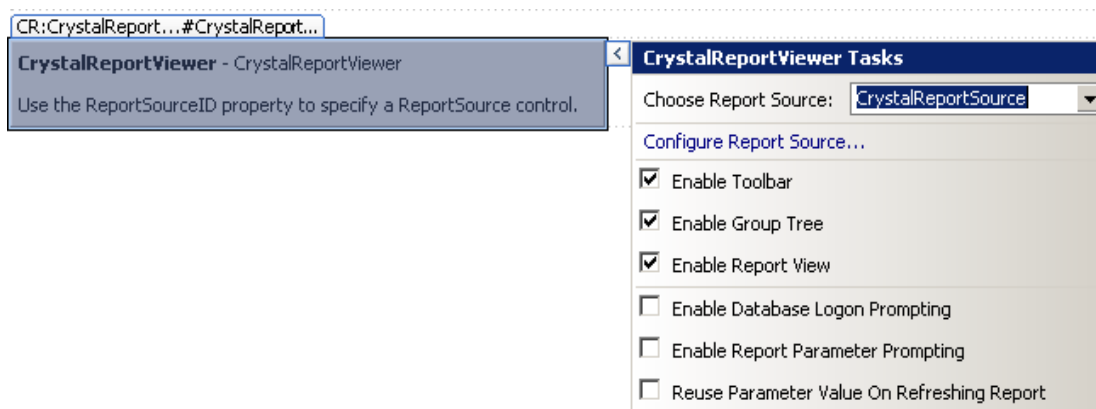 CR:CrystalReport...#CrystalReport...
CrystalReportViewer - CrystalReportViewer
Use the ReportSourceID property to specify a ReportSource control.
CrystalReportViewer Tasks
Choose Report Source: CrystalReportSource
Configure Report Source...
Enable Toolbar
Enable Group Tree
Enable Report View
Enable Database Logon Prompting
Enable Report Parameter Prompting
Reuse Parameter Value On Refreshing Report